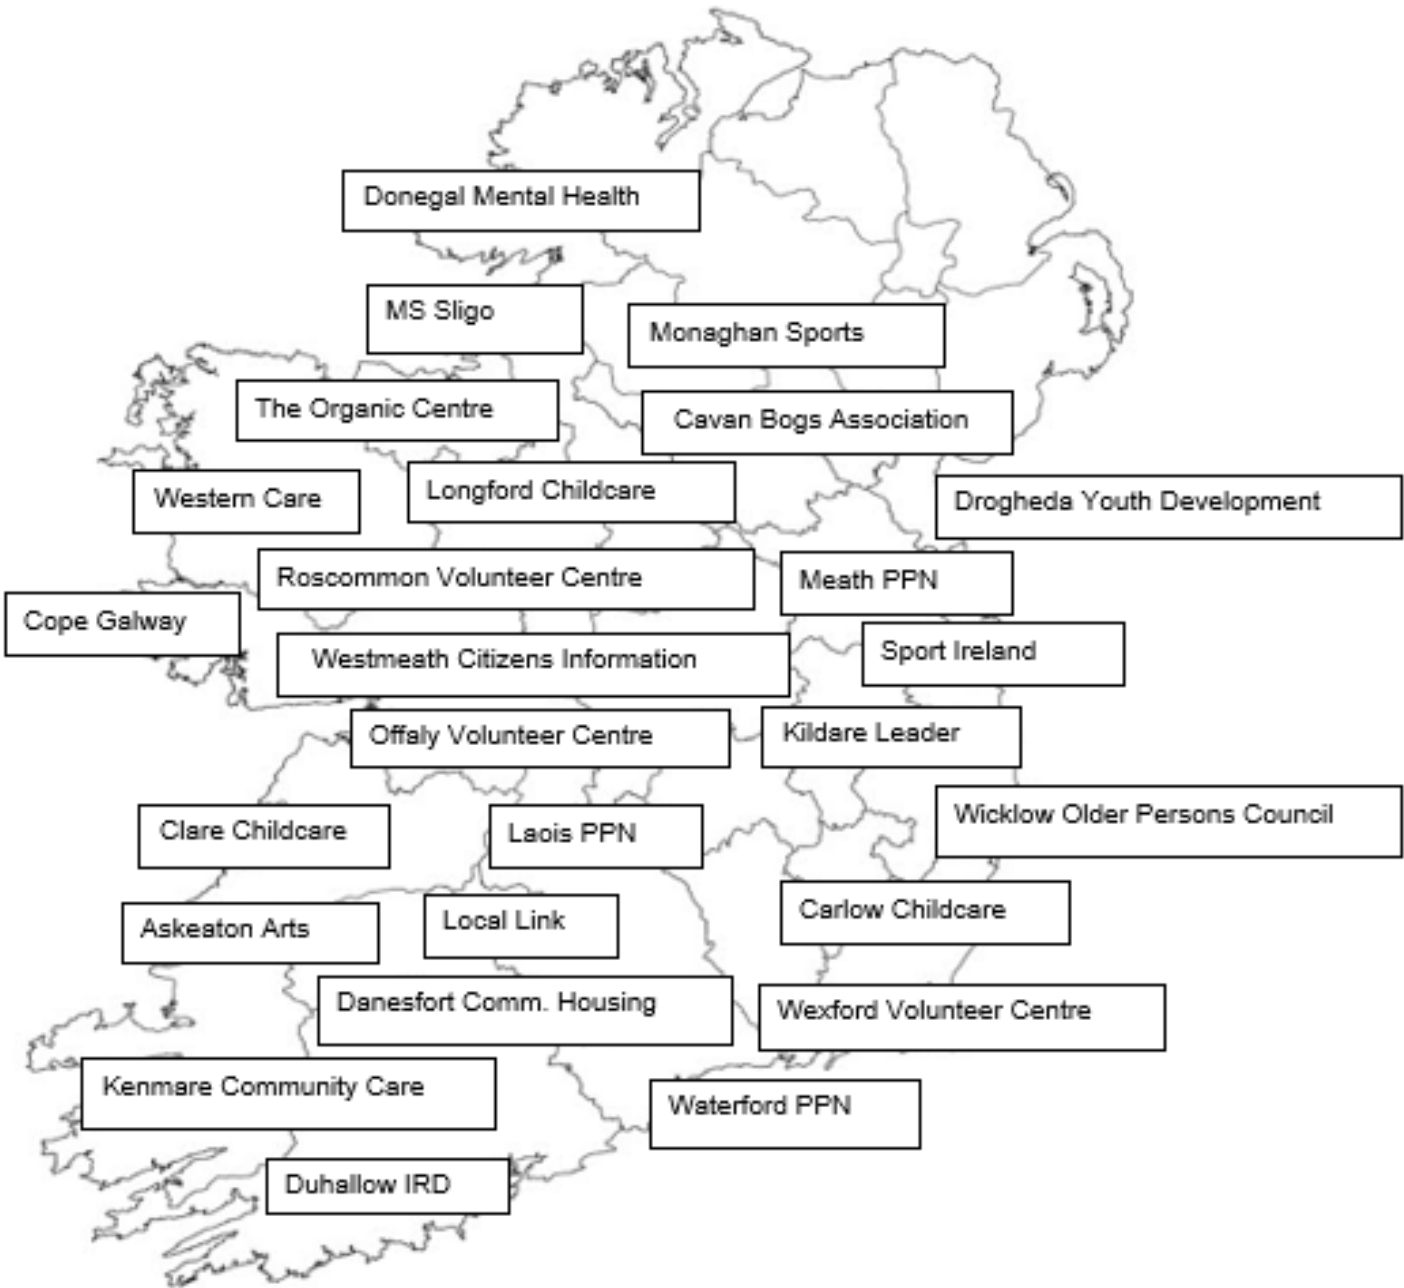 Donegal Mental Health
MS Sligo
Monaghan Sports
The Organic Centre
Cavan Bogs Association
Western Care
Longford Childcare
Drogheda Youth Development
Roscommon Volunteer Centre
Meath PPN
Cope Galway
Westmeath Citizens Information
Sport Ireland
Offaly Volunteer Centre
Kildare Leader
Clare Childcare
Laois PPN
Wicklow Older Persons Council
Askeaton Arts
Local Link
Carlow Childcare
Danesfort Comm. Housing
Wexford Volunteer Centre
Kenmare Community Care
Waterford PPN
Duhallow IRD